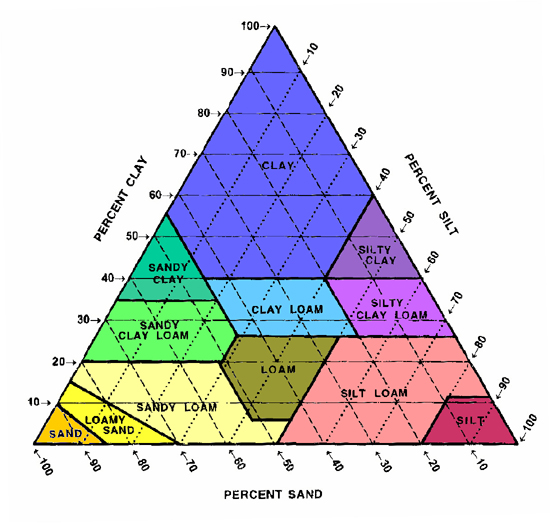 100→
←10
90→
←20
80→
←30
70→
CLAY
←40
PERCENT CLAY
PERCENT SILT
60→
←50
50→
SILTY
CLAY
←60
SANDY
CLAY
40→
←70
CLAY LOAM
SILTY
CLAY LOAM
30→
SANDY
CLAY LOAM
←80
20→
LOAM
←90
SILT LOAM
10→
SANDY LOAM
LOAMY
SAND
SILT
←100
SAND
←100
←90
←80
←70
←60
←50
←40
←30
←20
←10
PERCENT SAND